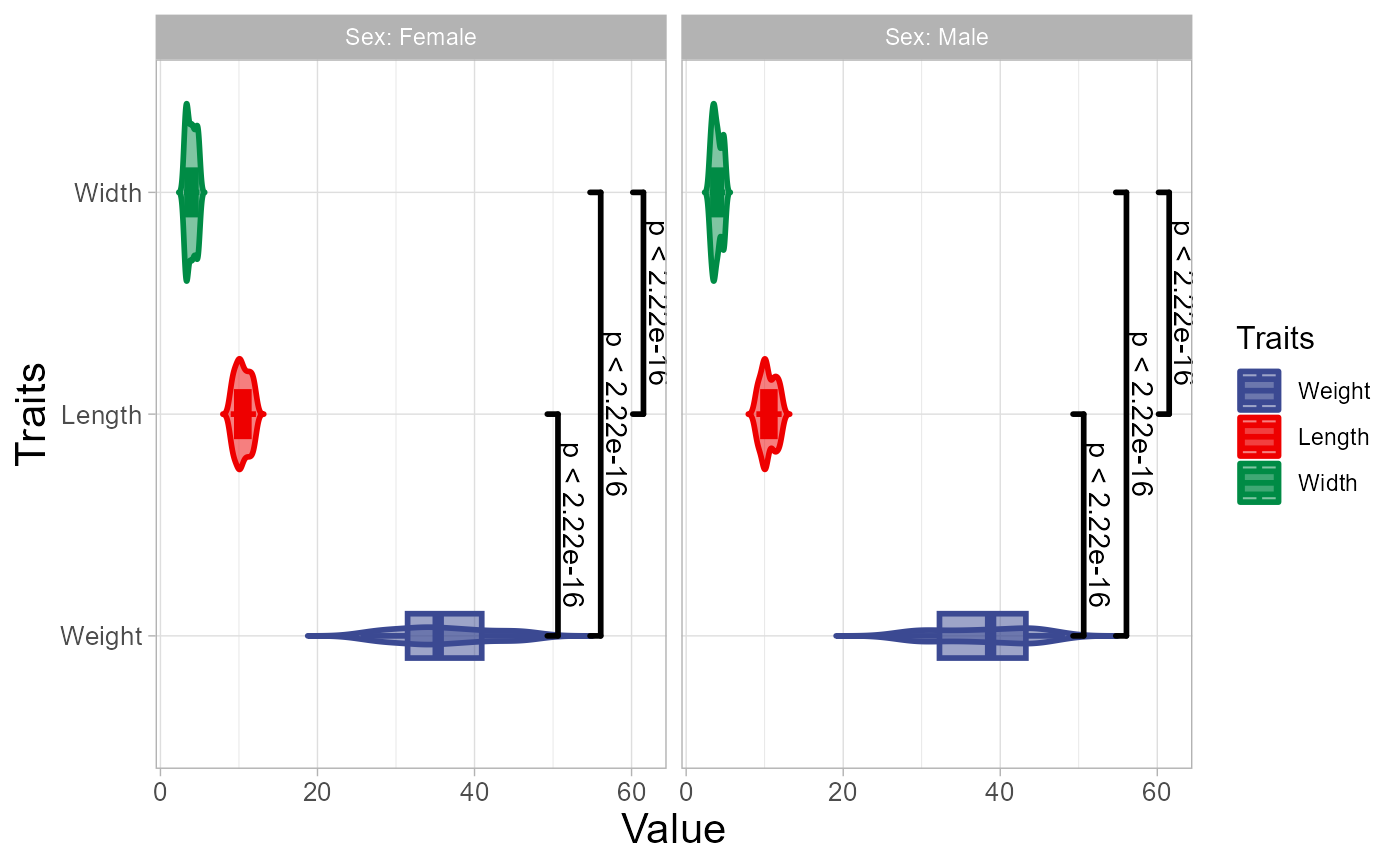 Sex: Female
Sex: Male
Traits
Width
Length
Weight
p < 2.22e-16
p < 2.22e-16
p < 2.22e-16
p < 2.22e-16
p < 2.22e-16
p < 2.22e-16
0 20 40 60
0 20 40 60
Value
Traits
Weight
Length
Width